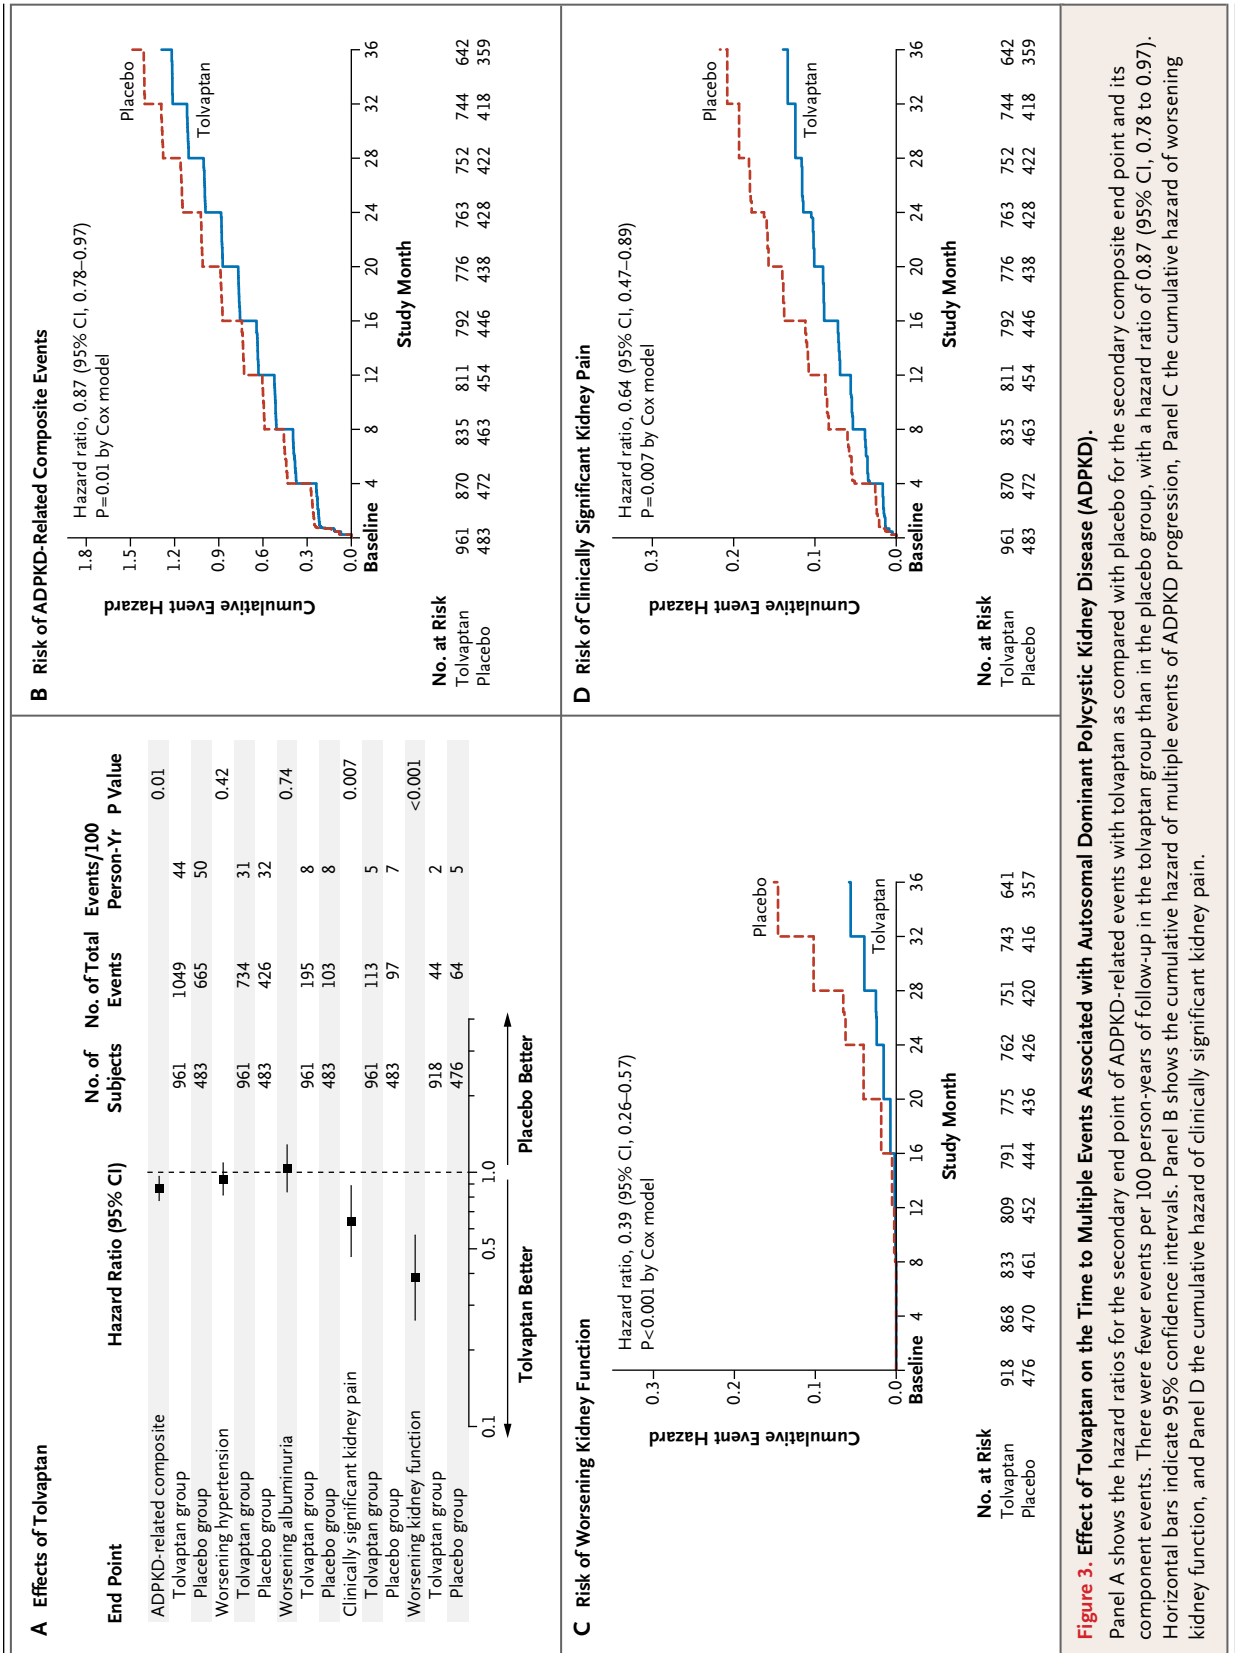 A Effects of Tolvaptan
End Point Hazard Ratio (95% CI) No. of Subjects No. of Total Events Events/100 Person-Yr P Value
ADPKD-related composite 0.01
Tolvaptan group 961 1049 44
Placebo group 483 665 50
Worsening hypertension 0.42
Tolvaptan group 961 734 31
Placebo group 483 426 32
Worsening albuminuria 0.74
Tolvaptan group 961 195 8
Placebo group 483 103 8
Clinically significant kidney pain 0.007
Tolvaptan group 961 113 5
Placebo group 483 97 7
Worsening kidney function <0.001
Tolvaptan group 918 44 2
Placebo group 476 64 5
0.1 0.5 1.0
Tolvaptan Better Placebo Better
B Risk of ADPKD-Related Composite Events
Hazard ratio, 0.87 (95% CI, 0.78–0.97)
P=0.01 by Cox model
Cumulative Event Hazard
1.8
1.5
1.2
0.9
0.6
0.3
0.0
Placebo
Tolvaptan
Baseline 4 8 12 16 20 24 28 32 36
Study Month
No. at Risk
Tolvaptan 961 870 835 811 792 776 763 752 744 642
Placebo 483 472 463 454 446 438 428 422 418 359
C Risk of Worsening Kidney Function
Hazard ratio, 0.39 (95% CI, 0.26–0.57)
P<0.001 by Cox model
Cumulative Event Hazard
0.3
0.2
0.1
0.0
Placebo
Tolvaptan
Baseline 4 8 12 16 20 24 28 32 36
Study Month
No. at Risk
Tolvaptan 918 868 833 809 791 775 762 751 743 641
Placebo 476 470 461 452 444 436 426 420 416 357
D Risk of Clinically Significant Kidney Pain
Hazard ratio, 0.64 (95% CI, 0.47–0.89)
P=0.007 by Cox model
Cumulative Event Hazard
0.3
0.2
0.1
0.0
Placebo
Tolvaptan
Baseline 4 8 12 16 20 24 28 32 36
Study Month
No. at Risk
Tolvaptan 961 870 835 811 792 776 763 752 744 642
Placebo 483 472 463 454 446 438 428 422 418 359
Figure 3. Effect of Tolvaptan on the Time to Multiple Events Associated with Autosomal Dominant Polycystic Kidney Disease (ADPKD).
Panel A shows the hazard ratios for the secondary end point of ADPKD-related events with tolvaptan as compared with placebo for the secondary composite end point and its
component events. There were fewer events per 100 person-years of follow-up in the tolvaptan group than in the placebo group, with a hazard ratio of 0.87 (95% CI, 0.78 to 0.97).
Horizontal bars indicate 95% confidence intervals. Panel B shows the cumulative hazard of multiple events of ADPKD progression, Panel C the cumulative hazard of worsening
kidney function, and Panel D the cumulative hazard of clinically significant kidney pain.